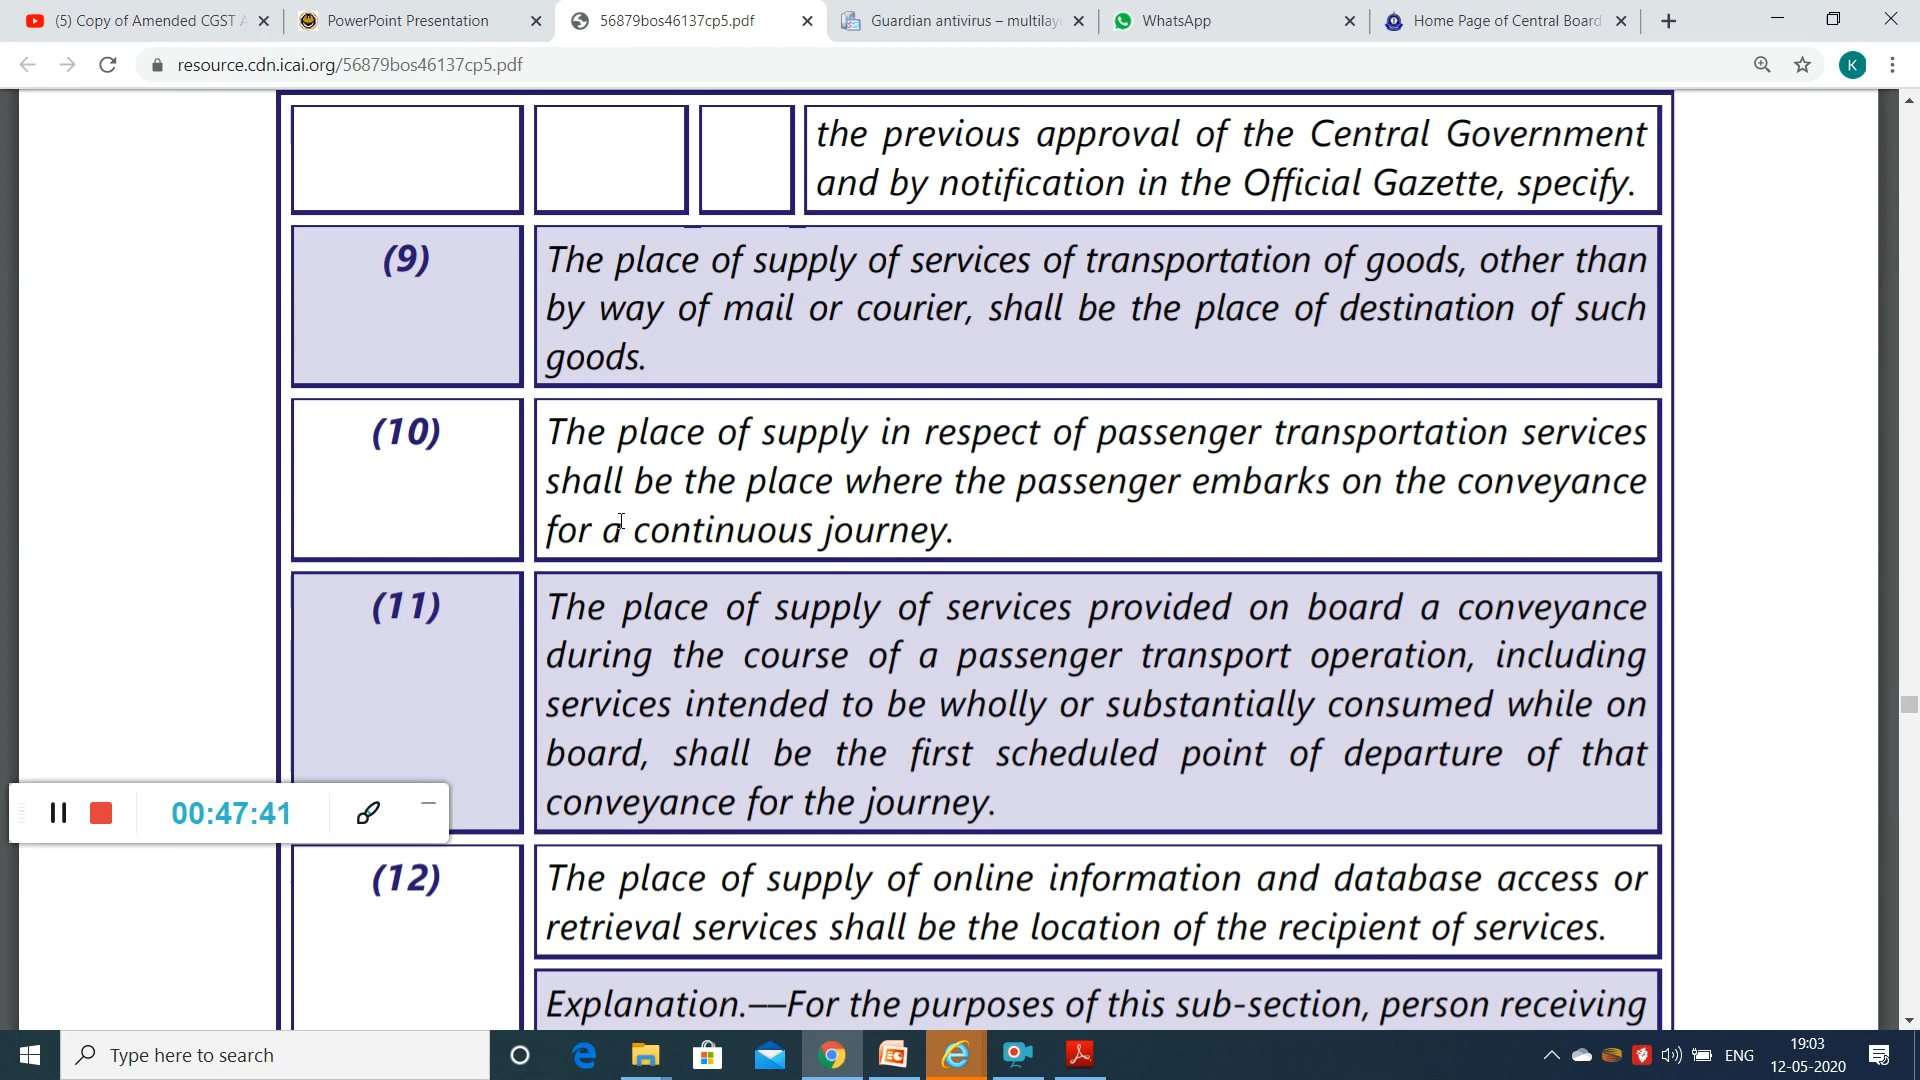 (5) Copy of Amended CGST A
PowerPoint Presentation
56879bos46137cp5.pdf
Guardian antivirus – multilay
WhatsApp
Home Page of Central Board
resource.cdn.icai.org/56879bos46137cp5.pdf
K
the previous approval of the Central Government
and by notification in the Official Gazette, specify.
(9)
The place of supply of services of transportation of goods, other than
by way of mail or courier, shall be the place of destination of such
goods.
(10)
The place of supply in respect of passenger transportation services
shall be the place where the passenger embarks on the conveyance
for a continuous journey.
(11)
The place of supply of services provided on board a conveyance
during the course of a passenger transport operation, including
services intended to be wholly or substantially consumed while on
board, shall be the first scheduled point of departure of that
conveyance for the journey.
00:47:41
(12)
The place of supply of online information and database access or
retrieval services shall be the location of the recipient of services.
Explanation.––For the purposes of this sub-section, person receiving
Type here to search
ENG
19:03
12-05-2020